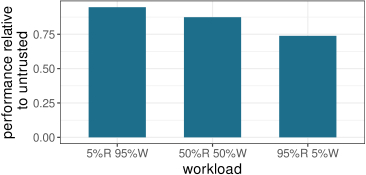 performance relative
to untrusted
0.75
0.50
0.25
0.00
5%R 95%W 50%R 50%W 95%R 5%W
workload